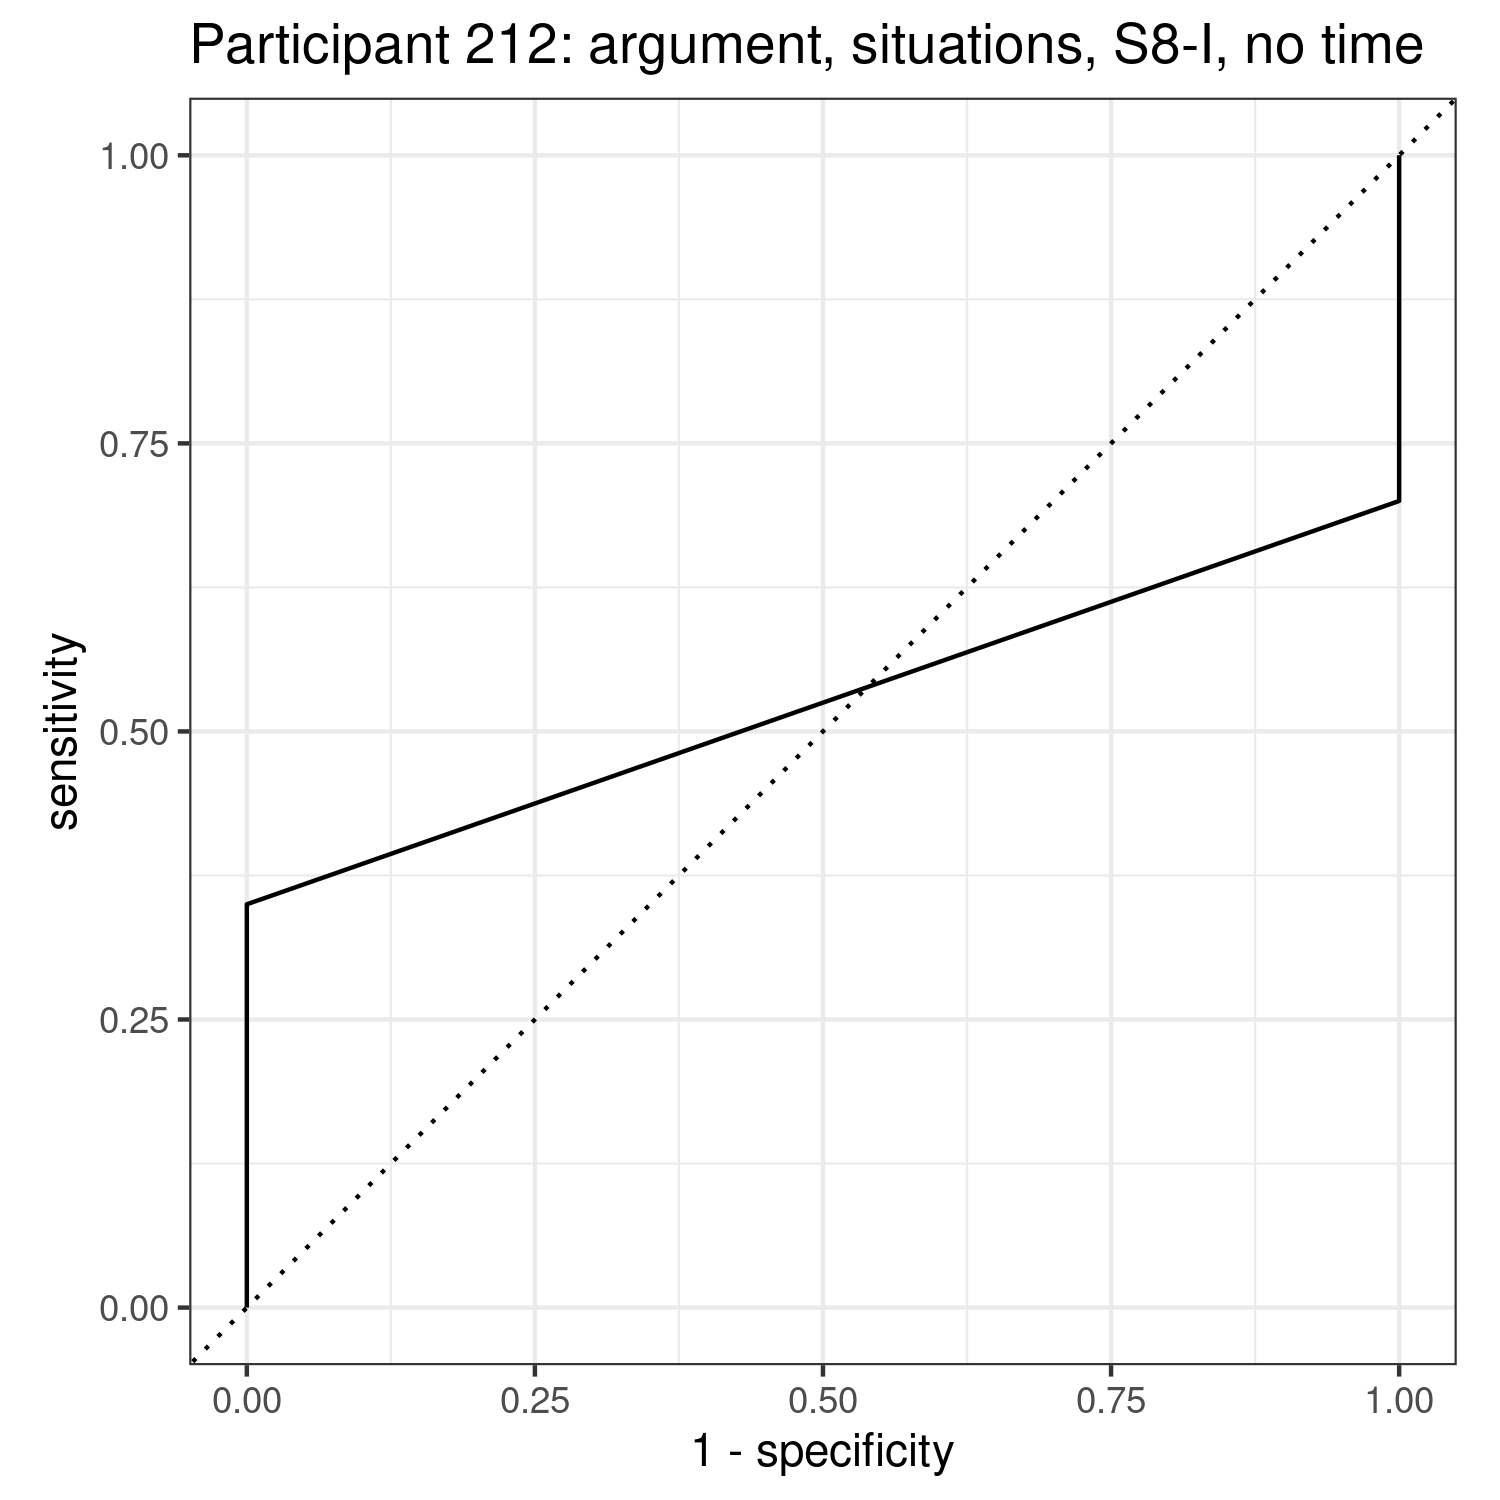 Participant 212: argument, situations, S8-I, no time
1.00
0.75
0.50
0.25
0.00
sensitivity
0.00 0.25 0.50 0.75 1.00
1 - specificity